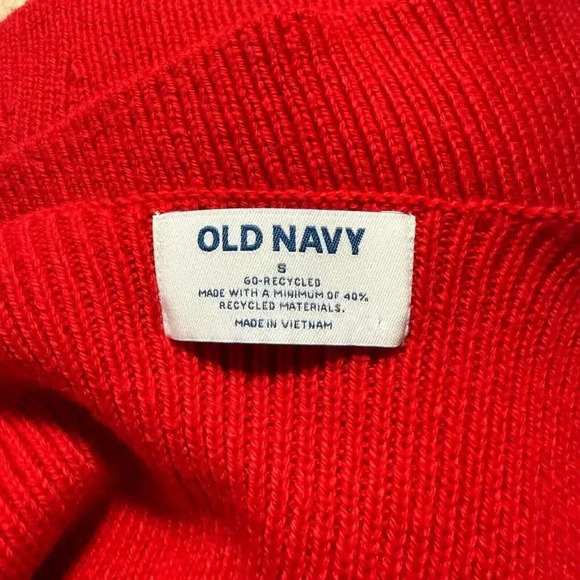 OLD NAVY
S
GO-RECYCLED
MADE WITH A MINIMUM OF 40%
RECYCLED MATERIALS.
MADE IN VIETNAM